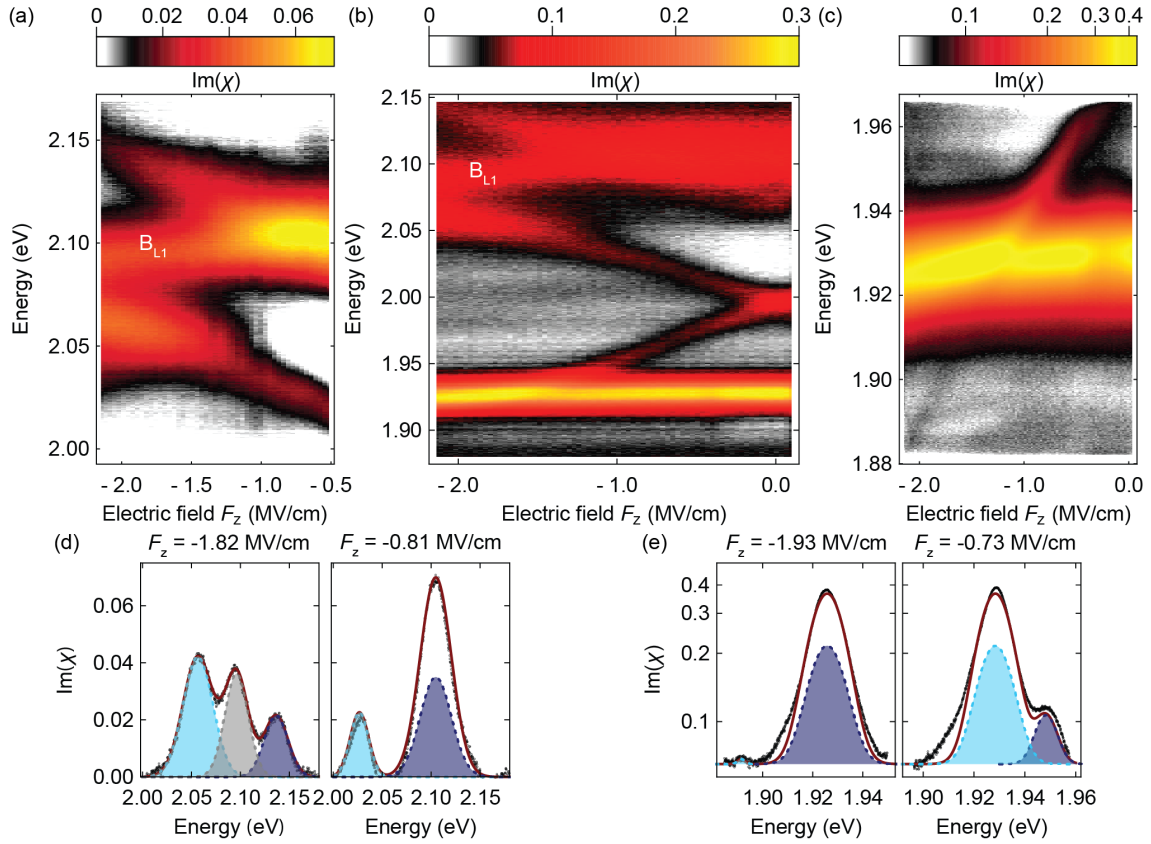 (a)
0 0.02 0.04 0.06
Im(χ)
Energy (eV)
2.15
2.10
2.05
2.00
B_L1
- 2.0 - 1.5 - 1.0 - 0.5
Electric field F_z (MV/cm)
(b)
0 0.1 0.2 0.3
Im(χ)
Energy (eV)
2.15
2.10
2.05
2.00
1.95
1.90
B_L1
- 2.0 - 1.0 0.0
Electric field F_z (MV/cm)
(c)
0.1 0.2 0.3 0.4
Im(χ)
Energy (eV)
1.96
1.94
1.92
1.90
1.88
- 2.0 - 1.0 0.0
Electric field F_z (MV/cm)
(d)
F_z = -1.82 MV/cm
F_z = -0.81 MV/cm
Im(χ)
0.06
0.04
0.02
0.00
2.00 2.05 2.10 2.15
2.00 2.05 2.10 2.15
Energy (eV)
Energy (eV)
(e)
F_z = -1.93 MV/cm
F_z = -0.73 MV/cm
Im(χ)
0.4
0.3
0.2
0.1
1.90 1.92 1.94
1.90 1.92 1.94 1.96
Energy (eV)
Energy (eV)